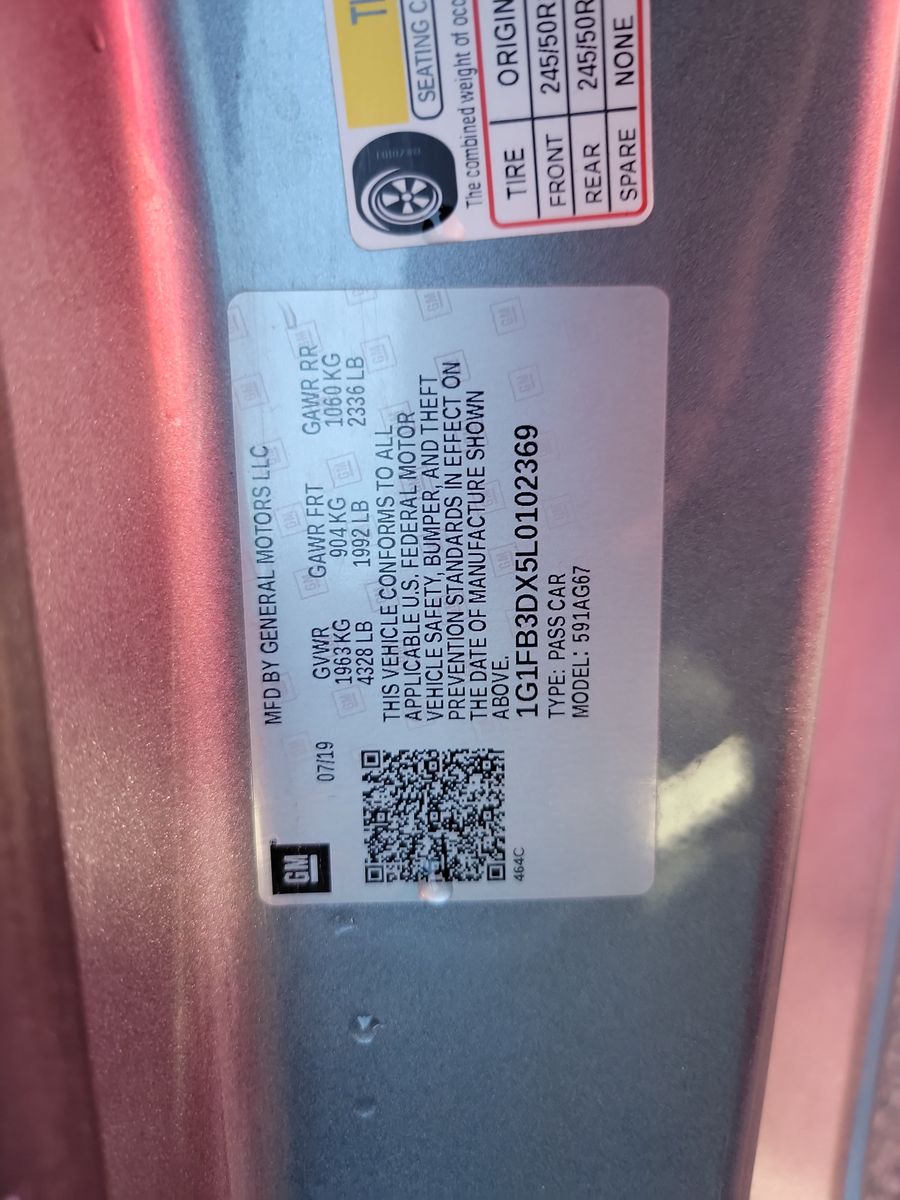 GM
07/19
MFD BY GENERAL MOTORS LLC
GVWR GAWR FRT GAWR RR
1963 KG 904 KG 1060 KG
4328 LB 1992 LB 2336 LB
THIS VEHICLE CONFORMS TO ALL
APPLICABLE U.S. FEDERAL MOTOR
VEHICLE SAFETY, BUMPER, AND THEFT
PREVENTION STANDARDS IN EFFECT ON
THE DATE OF MANUFACTURE SHOWN
ABOVE.
1G1FB3DX5L0102369
TYPE: PASS CAR
MODEL: 591AG67
464C
SEATING C
The combined weight of occ
TIRE ORIGIN
FRONT 245/50R
REAR 245/50R
SPARE NONE